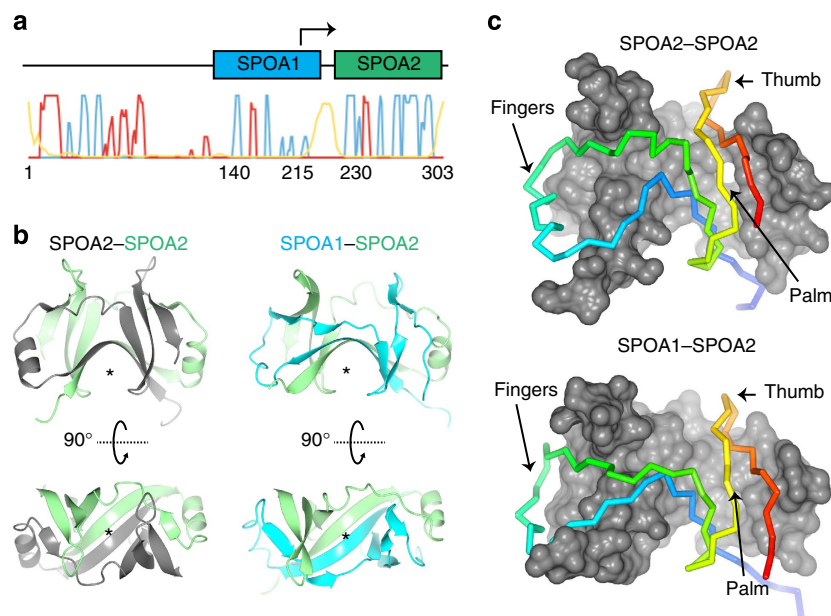 a
SPOA1
SPOA2
1
140
215
230
303
b
SPOA2–SPOA2
SPOA1–SPOA2
*
*
90°
90°
*
*
c
SPOA2–SPOA2
Thumb
Fingers
Palm
SPOA1–SPOA2
Fingers
Thumb
Palm